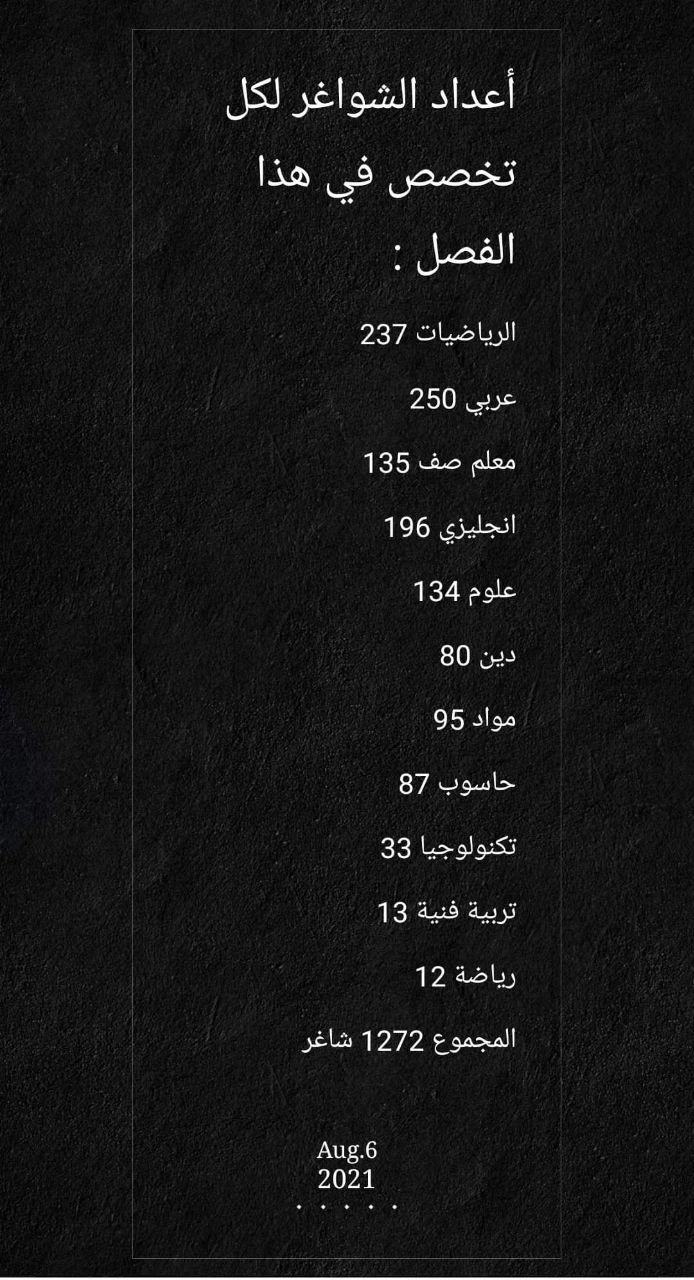 أعداد الشواغر لكل
تخصص في هذا
الفصل :
الرياضيات 237
عربي 250
معلم صف 135
انجليزي 196
علوم 134
دين 80
مواد 95
حاسوب 87
تكنولوجيا 33
تربية فنية 13
رياضة 12
المجموع 1272 شاغر
Aug.6
2021
• • • • •